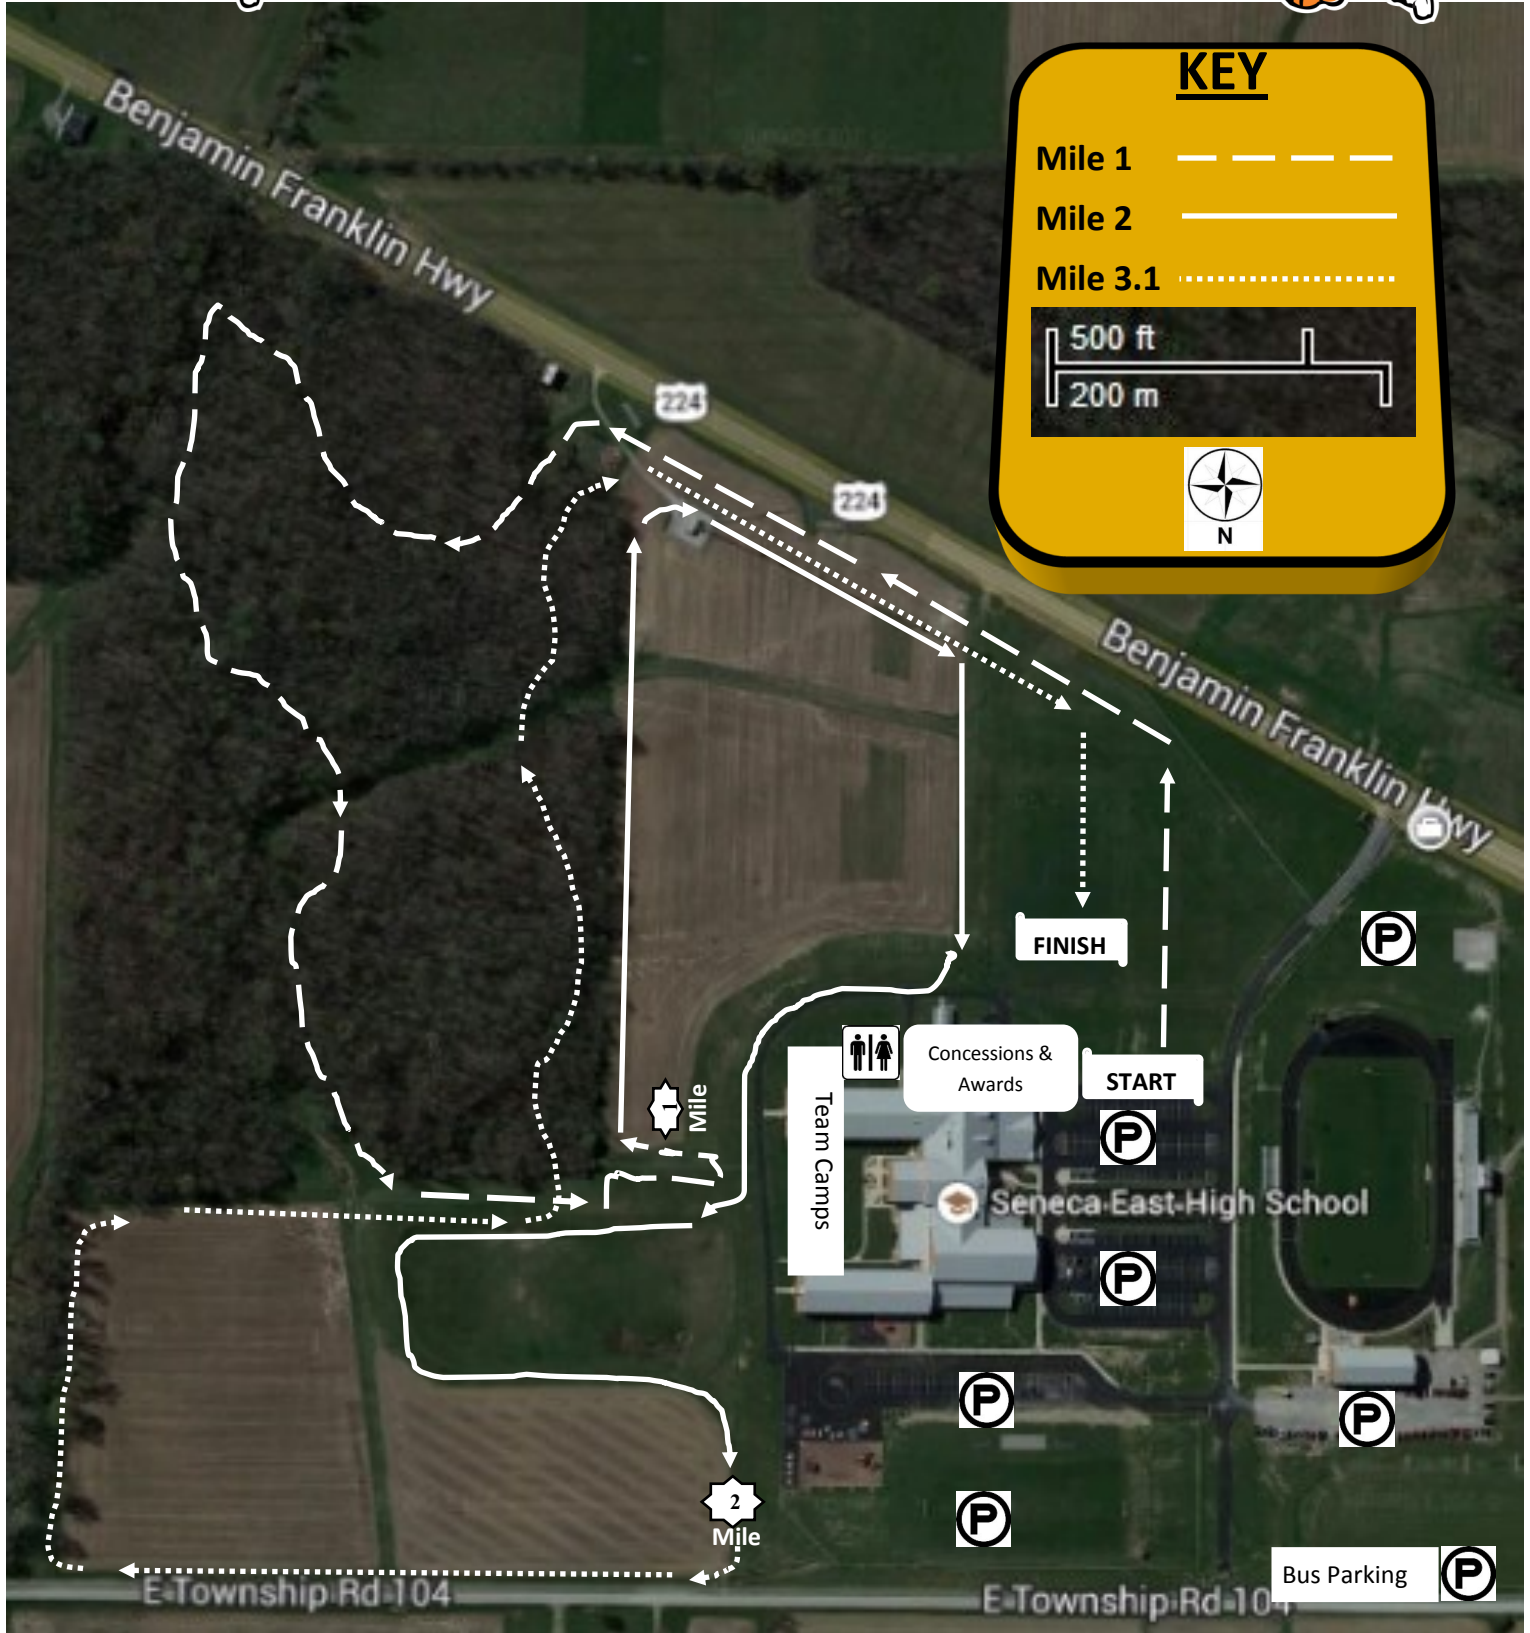 KEY
Mile 1
Mile 2
Mile 3.1
500 ft
200 m
N
Benjamin Franklin Hwy
224
224
Benjamin Franklin Hwy
P
FINISH
Concessions &
Awards
START
1
Mile
Team Camps
P
Seneca East High School
P
P
P
2
Mile
P
Bus Parking
P
E Township Rd 104
E Township Rd 104